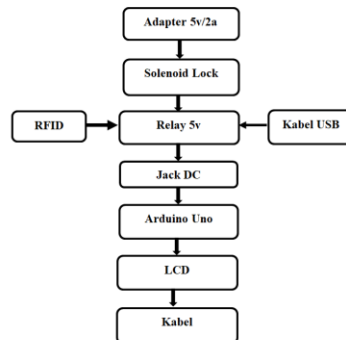 Adapter 5v/2a
Solenoid Lock
RFID
Relay 5v
Kabel USB
Jack DC
Arduino Uno
LCD
Kabel